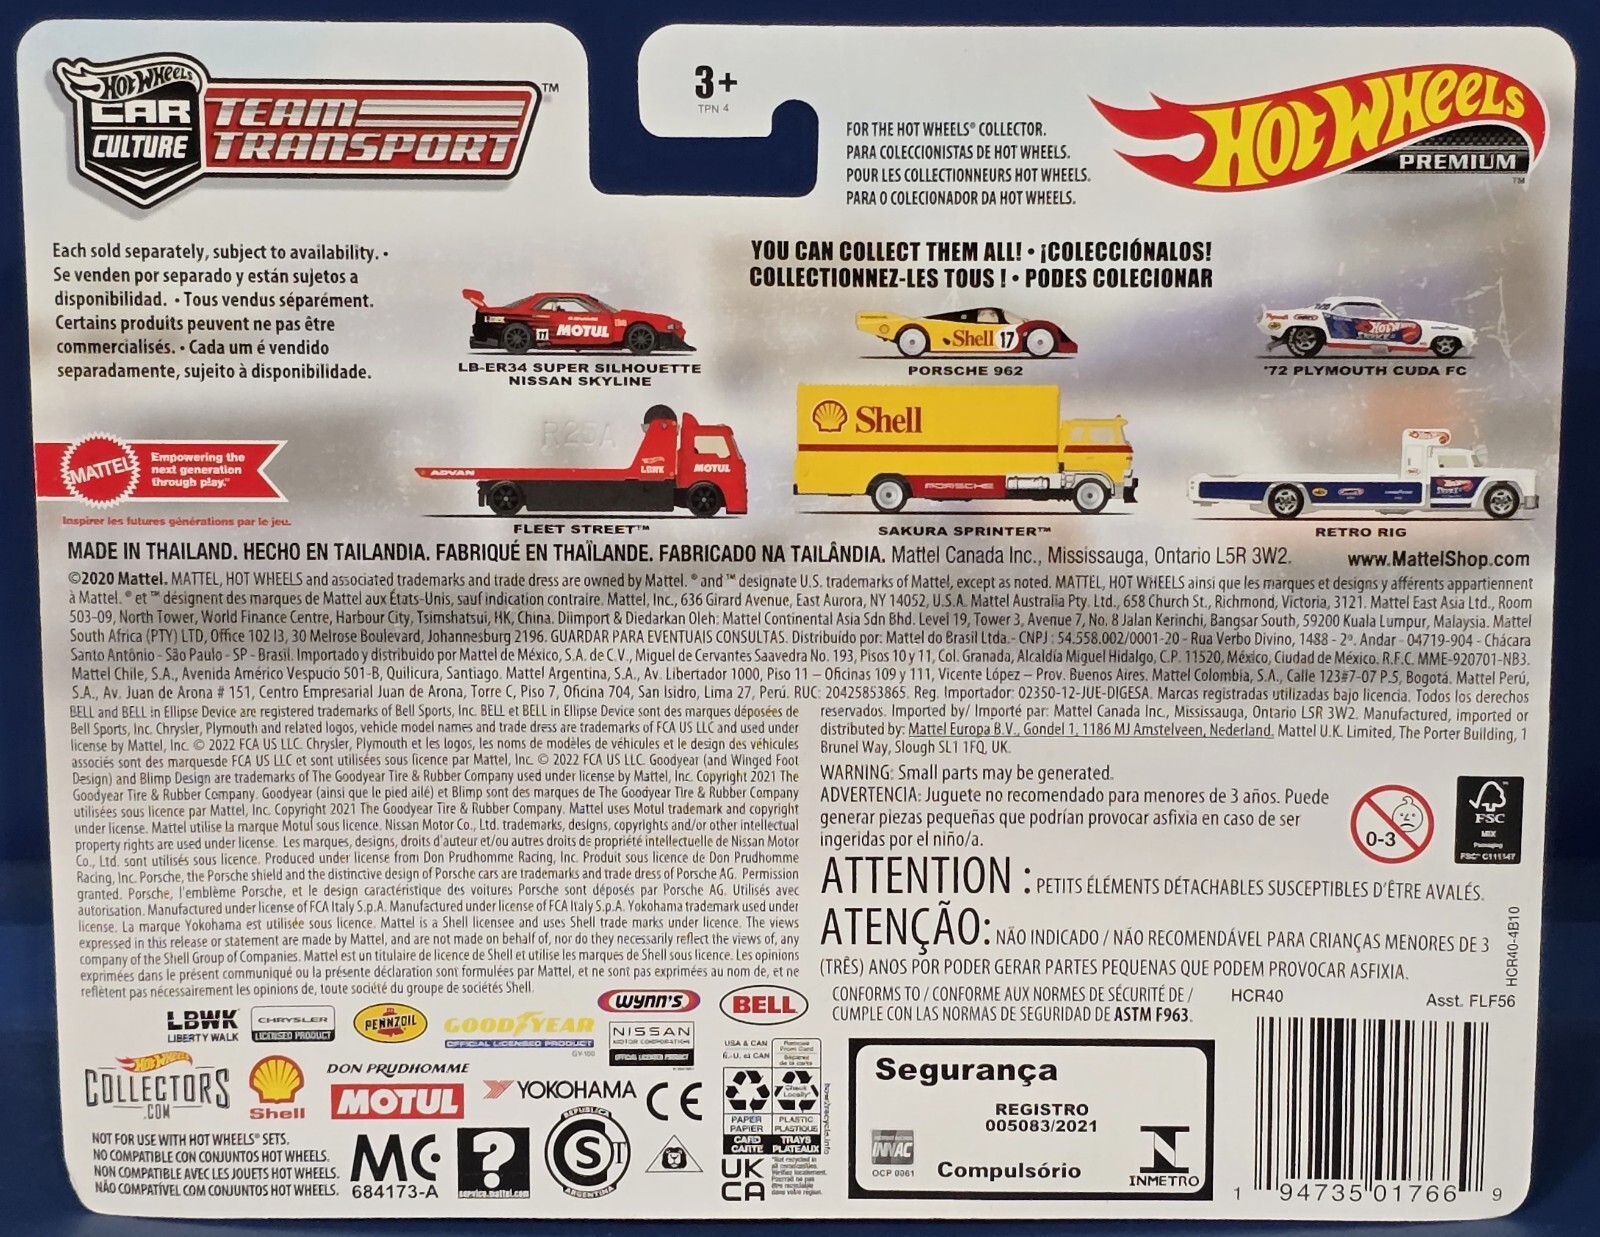 HOT WHEELS
CAR
CULTURE
TEAM
TRANSPORT™
3+
TPN 4
FOR THE HOT WHEELS® COLLECTOR.
PARA COLECCIONISTAS DE HOT WHEELS.
POUR LES COLLECTIONNEURS HOT WHEELS.
PARA O COLECIONADOR DA HOT WHEELS.
HOT WHEELS
PREMIUM
™
Each sold separately, subject to availability. •
Se venden por separado y están sujetos a
disponibilidad. • Tous vendus séparément.
Certains produits peuvent ne pas être
commercialisés. • Cada um é vendido
separadamente, sujeito à disponibilidade.
YOU CAN COLLECT THEM ALL! • ¡COLECCIÓNALOS!
COLLECTIONNEZ-LES TOUS ! • PODES COLECIONAR
MOTUL
LB-ER34 SUPER SILHOUETTE
NISSAN SKYLINE
Shell 17
PORSCHE 962
'72 PLYMOUTH CUDA FC
R25A
ADVAN
LBWK
MOTUL
FLEET STREET™
Shell
PORSCHE
SAKURA SPRINTER™
RETRO RIG
MATTEL
Empowering the
next generation
through play.™
Inspirer les futures générations par le jeu.
MADE IN THAILAND. HECHO EN TAILANDIA. FABRIQUÉ EN THAÏLANDE. FABRICADO NA TAILÂNDIA. Mattel Canada Inc., Mississauga, Ontario L5R 3W2.
www.MattelShop.com
©2020 Mattel. MATTEL, HOT WHEELS and associated trademarks and trade dress are owned by Mattel. ® and ™ designate U.S. trademarks of Mattel, except as noted. MATTEL, HOT WHEELS ainsi que les marques et designs y afférents appartiennent
à Mattel. ® et ™ désignent des marques de Mattel aux États-Unis, sauf indication contraire. Mattel, Inc., 636 Girard Avenue, East Aurora, NY 14052, U.S.A. Mattel Australia Pty. Ltd., 658 Church St., Richmond, Victoria, 3121. Mattel East Asia Ltd., Room
503-09, North Tower, World Finance Centre, Harbour City, Tsimshatsui, HK, China. Diimport & Diedarkan Oleh: Mattel Continental Asia Sdn Bhd. Level 19, Tower 3, Avenue 7, No. 8 Jalan Kerinchi, Bangsar South, 59200 Kuala Lumpur, Malaysia. Mattel
South Africa (PTY) LTD, Office 102 I3, 30 Melrose Boulevard, Johannesburg 2196. GUARDAR PARA EVENTUAIS CONSULTAS. Distribuído por: Mattel do Brasil Ltda.- CNPJ : 54.558.002/0001-20 - Rua Verbo Divino, 1488 - 2º. Andar - 04719-904 - Chácara
Santo Antônio - São Paulo - SP - Brasil. Importado y distribuido por Mattel de México, S.A. de C.V., Miguel de Cervantes Saavedra No. 193, Pisos 10 y 11, Col. Granada, Alcaldía Miguel Hidalgo, C.P. 11520, México, Ciudad de México. R.F.C. MME-920701-NB3.
Mattel Chile, S.A., Avenida Américo Vespucio 501-B, Quilicura, Santiago. Mattel Argentina, S.A., Av. Libertador 1000, Piso 11 – Oficinas 109 y 111, Vicente López – Prov. Buenos Aires. Mattel Colombia, S.A., Calle 123#7-07 P.5, Bogotá. Mattel Perú,
S.A., Av. Juan de Arona # 151, Centro Empresarial Juan de Arona, Torre C, Piso 7, Oficina 704, San Isidro, Lima 27, Perú. RUC: 20425853865. Reg. Importador: 02350-12-JUE-DIGESA. Marcas registradas utilizadas bajo licencia. Todos los derechos
BELL and BELL in Ellipse Device are registered trademarks of Bell Sports, Inc. BELL et BELL in Ellipse Device sont des marques déposées de
Bell Sports, Inc. Chrysler, Plymouth and related logos, vehicle model names and trade dress are trademarks of FCA US LLC and used under
license by Mattel, Inc. © 2022 FCA US LLC. Chrysler, Plymouth et les logos, les noms de modèles de véhicules et le design des véhicules
associés sont des marquesde FCA US LLC et sont utilisées sous licence par Mattel, Inc. © 2022 FCA US LLC. Goodyear (and Winged Foot
Design) and Blimp Design are trademarks of The Goodyear Tire & Rubber Company used under license by Mattel, Inc. Copyright 2021 The
Goodyear Tire & Rubber Company. Goodyear (ainsi que le pied ailé) et Blimp sont des marques de The Goodyear Tire & Rubber Company
utilisées sous licence par Mattel, Inc. Copyright 2021 The Goodyear Tire & Rubber Company. Mattel uses Motul trademark and copyright
under license. Mattel utilise la marque Motul sous licence. Nissan Motor Co., Ltd. trademarks, designs, copyrights and/or other intellectual
property rights are used under license. Les marques, designs, droits d'auteur et/ou autres droits de propriété intellectuelle de Nissan Motor
Co., Ltd. sont utilisés sous licence. Produced under license from Don Prudhomme Racing, Inc. Produit sous licence de Don Prudhomme
Racing, Inc. Porsche, the Porsche shield and the distinctive design of Porsche cars are trademarks and trade dress of Porsche AG. Permission
granted. Porsche, l'emblème Porsche, et le design caractéristique des voitures Porsche sont déposés par Porsche AG. Utilisés avec
autorisation. Manufactured under license of FCA Italy S.p.A. Manufactured under license of FCA Italy S.p.A. Yokohama trademark used under
license. La marque Yokohama est utilisée sous licence. Mattel is a Shell licensee and uses Shell trade marks under licence. The views
expressed in this release or statement are made by Mattel, and are not made on behalf of, nor do they necessarily reflect the views of, any
company of the Shell Group of Companies. Mattel est un titulaire de licence de Shell et utilise les marques de Shell sous licence. Les opinions
exprimées dans le présent communiqué ou la présente déclaration sont formulées par Mattel, et ne sont pas exprimées au nom de, et ne
reflètent pas nécessairement les opinions de, toute société du groupe de sociétés Shell.
reservados. Imported by/ Importé par: Mattel Canada Inc., Mississauga, Ontario L5R 3W2. Manufactured, imported or
distributed by: Mattel Europa B.V., Gondel 1, 1186 MJ Amstelveen, Nederland. Mattel U.K. Limited, The Porter Building, 1
Brunel Way, Slough SL1 1FQ, UK.
WARNING: Small parts may be generated.
ADVERTENCIA: Juguete no recomendado para menores de 3 años. Puede
generar piezas pequeñas que podrían provocar asfixia en caso de ser
ingeridas por el niño/a.
0-3
FSC
MIX
Packaging
FSC™ C111147
ATTENTION : PETITS ÉLÉMENTS DÉTACHABLES SUSCEPTIBLES D'ÊTRE AVALÉS.
ATENÇÃO: NÃO INDICADO / NÃO RECOMENDÁVEL PARA CRIANÇAS MENORES DE 3
(TRÊS) ANOS POR PODER GERAR PARTES PEQUENAS QUE PODEM PROVOCAR ASFIXIA.
HCR40-4B10
CONFORMS TO / CONFORME AUX NORMES DE SÉCURITÉ DE /
CUMPLE CON LAS NORMAS DE SEGURIDAD DE ASTM F963.
HCR40
Asst. FLF56
LBWK
LIBERTY WALK
CHRYSLER
LICENSED PRODUCT
PENNZOIL
GOODYEAR
OFFICIAL LICENSED PRODUCT
GY-100
WYNN'S
NISSAN
MOTOR CORPORATION
BELL
HOT WHEELS
COLLECTORS
.COM
Shell
DON PRUDHOMME
MOTUL
YOKOHAMA
CE
USA & CAN
É.-U. et CAN
Remove
From Card
Séparez
de la carte
Check
Locally*
PAPER
PAPIER
PLASTIC
PLASTIQUE
CARD
CARTE
TRAYS
PLATEAUX
how2recycle.info
NOT FOR USE WITH HOT WHEELS® SETS.
NO COMPATIBLE CON CONJUNTOS HOT WHEELS.
NON COMPATIBLE AVEC LES JOUETS HOT WHEELS.
NÃO COMPATÍVEL COM CONJUNTOS HOT WHEELS.
MC
684173-A
?
service.mattel.com
REPUBLICA
S T
ARGENTINA
UK
CA
Segurança
REGISTRO
005083/2021
INNAC
OCP 0061
Compulsório
INMETRO
1 94735 01766 9